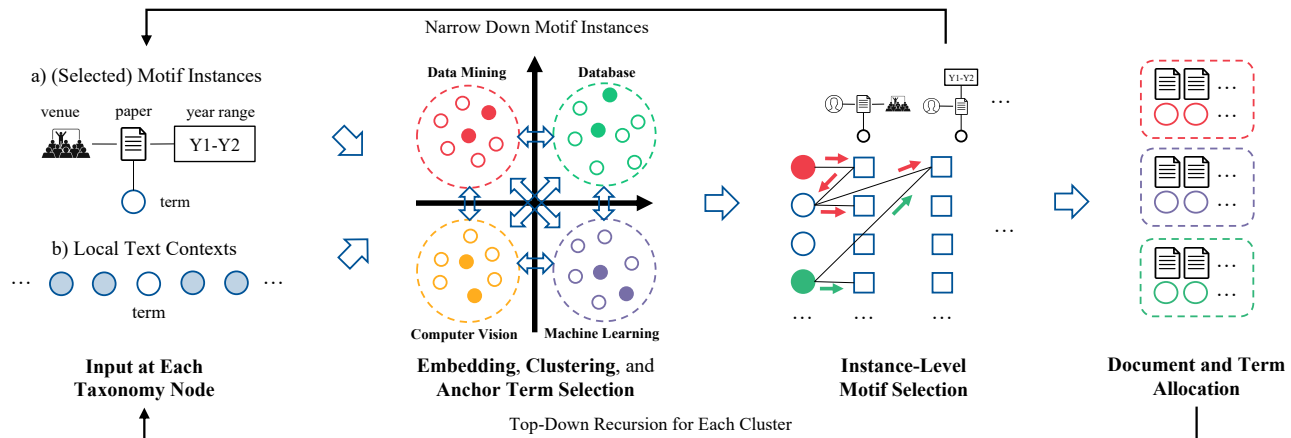 Narrow Down Motif Instances
a) (Selected) Motif Instances
venue
paper
year range
Y1-Y2
term
b) Local Text Contexts
…
…
term
Input at Each
Taxonomy Node
Data Mining
Database
Computer Vision
Machine Learning
Embedding, Clustering, and
Anchor Term Selection
Y1-Y2
…
…
…
…
Instance-Level
Motif Selection
…
…
…
…
…
…
Document and Term
Allocation
Top-Down Recursion for Each Cluster